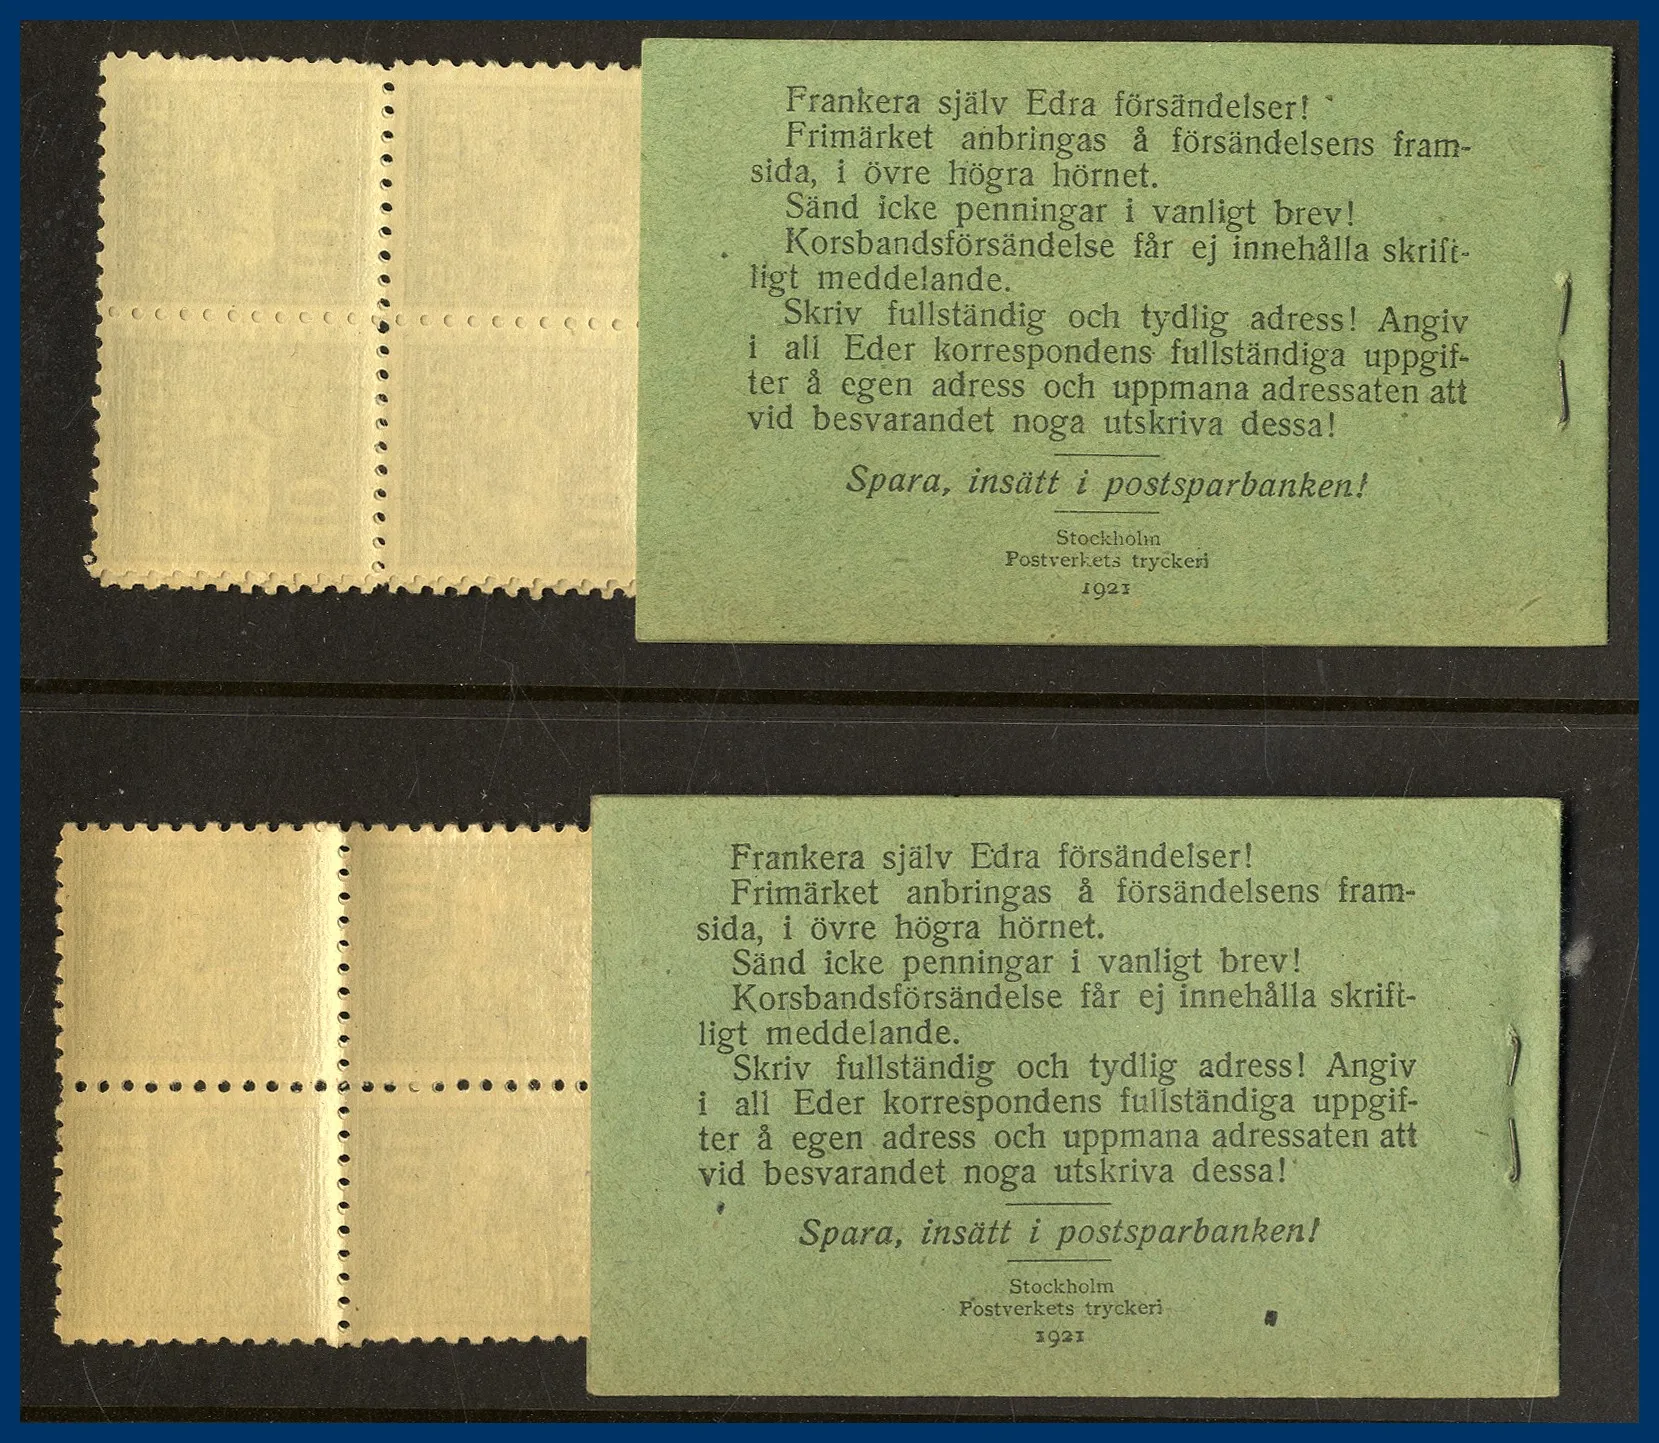 Frankera själv Edra försändelser!
Frimärket anbringas å försändelsens fram-
sida, i övre högra hörnet.
Sänd icke penningar i vanligt brev!
Korsbandsförsändelse får ej innehålla skrift-
ligt meddelande.
Skriv fullständig och tydlig adress! Angiv
i all Eder korrespondens fullständiga uppgif-
ter å egen adress och uppmana adressaten att
vid besvarandet noga utskriva dessa!
Spara, insätt i postsparbanken!
Stockholm
Postverkets tryckeri
1921
Frankera själv Edra försändelser!
Frimärket anbringas å försändelsens fram-
sida, i övre högra hörnet.
Sänd icke penningar i vanligt brev!
Korsbandsförsändelse får ej innehålla skrift-
ligt meddelande.
Skriv fullständig och tydlig adress! Angiv
i all Eder korrespondens fullständiga uppgif-
ter å egen adress och uppmana adressaten att
vid besvarandet noga utskriva dessa!
Spara, insätt i postsparbanken!
Stockholm
Postverkets tryckeri
1921